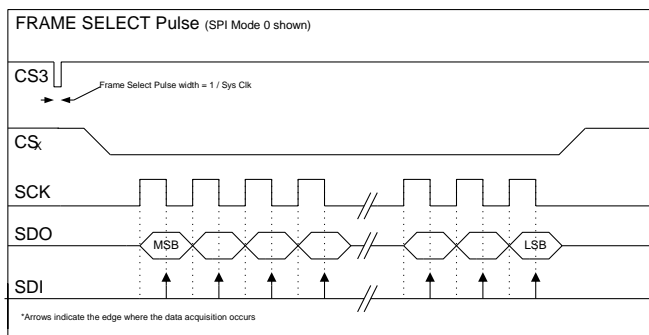 FRAME SELECT Pulse (SPI Mode 0 shown)
CS3
Frame Select Pulse width = 1 / Sys Clk
CSX
SCK
SDO
MSB
LSB
SDI
*Arrows indicate the edge where the data acquisition occurs